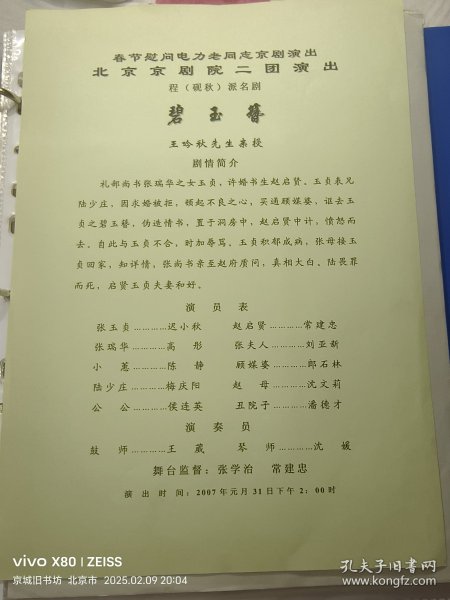 春节慰问电力老同志京剧演出
北京京剧院二团演出
程（砚秋）派名剧
碧玉簪
王吟秋先生亲授
剧情简介
礼部尚书张瑞华之女玉贞，许婚书生赵启贤。玉贞表兄
陆少庄，因求婚被拒，顿起不良之心，买通顾媒婆，诓去玉
贞之碧玉簪，伪造情书，置于洞房中，赵启贤中计，愤怒而
去。自此与玉贞不合，时加辱骂。玉贞积郁成病，张母接玉
贞回家，知详情，张尚书亲至赵府质问，真相大白。陆畏罪
而死，启贤玉贞夫妻和好。
演 员 表
张玉贞…………迟小秋 赵启贤…………常建忠
张瑞华…………高 彤 张夫人…………刘亚新
小 蕙…………陈 静 顾媒婆…………郎石林
陆少庄…………梅庆阳 赵 母…………沈文莉
公 公…………侯连英 丑院子…………潘德才
演 奏 员
鼓 师…………王 葳 琴 师…………沈 媛
舞台监督：张学治 常建忠
演 出 时 间：2007年元月31日下午2：00时
vivo X80 | ZEISS
京城旧书坊 北京市 2025.02.09 20:04
孔夫子旧书网
www.kongfz.com